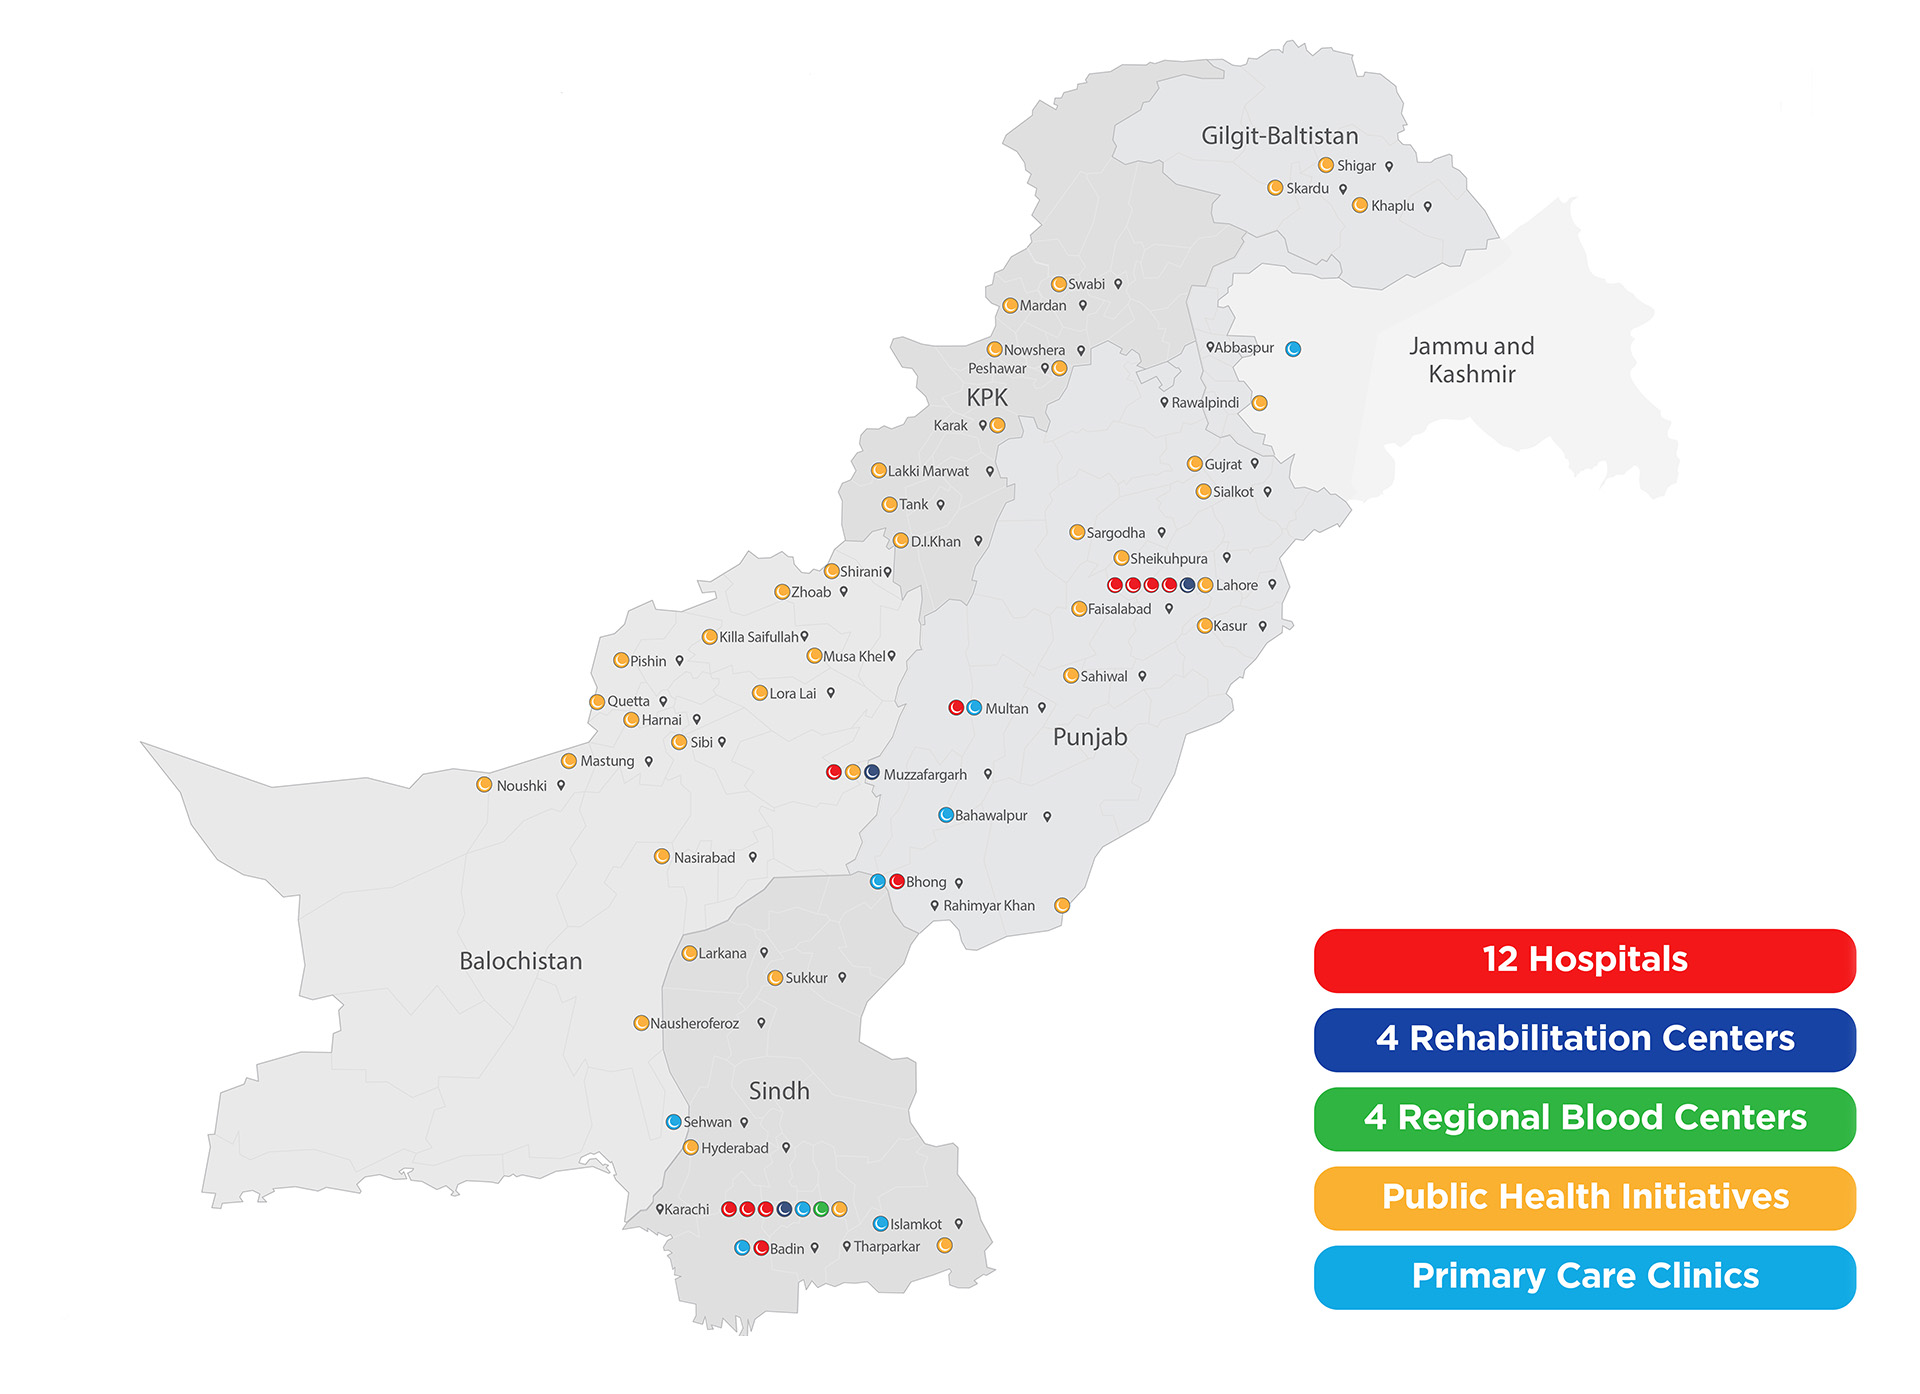 Gilgit-Baltistan
Shigar
Skardu
Khaplu
Swabi
Mardan
Jammu and
Kashmir
Abbaspur
Nowshera
Peshawar
KPK
Rawalpindi
Karak
Gujrat
Lakki Marwat
Sialkot
Tank
Sargodha
D.I.Khan
Sheikuhpura
Shirani
Lahore
Zhoab
Faisalabad
Kasur
Killa Saifullah
Musa Khel
Pishin
Sahiwal
Lora Lai
Quetta
Multan
Harnai
Punjab
Sibi
Mastung
Muzzafargarh
Noushki
Bahawalpur
Nasirabad
Bhong
Rahimyar Khan
Larkana
Balochistan
Sukkur
Nausheroferoz
Sindh
Sehwan
Hyderabad
Karachi
Islamkot
Badin
Tharparkar
12 Hospitals
4 Rehabilitation Centers
4 Regional Blood Centers
Public Health Initiatives
Primary Care Clinics